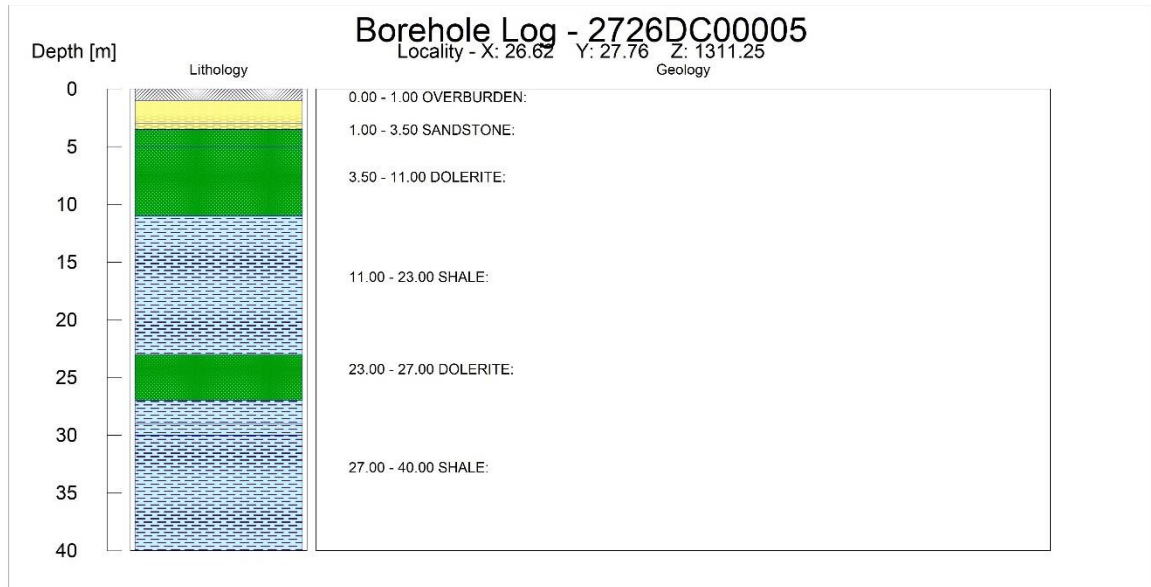 Borehole Log - 2726DC00005
Locality - X: 26.62 Y: 27.76 Z: 1311.25
Depth [m]
Lithology
Geology
0
5
10
15
20
25
30
35
40
0.00 - 1.00 OVERBURDEN:
1.00 - 3.50 SANDSTONE:
3.50 - 11.00 DOLERITE:
11.00 - 23.00 SHALE:
23.00 - 27.00 DOLERITE:
27.00 - 40.00 SHALE: